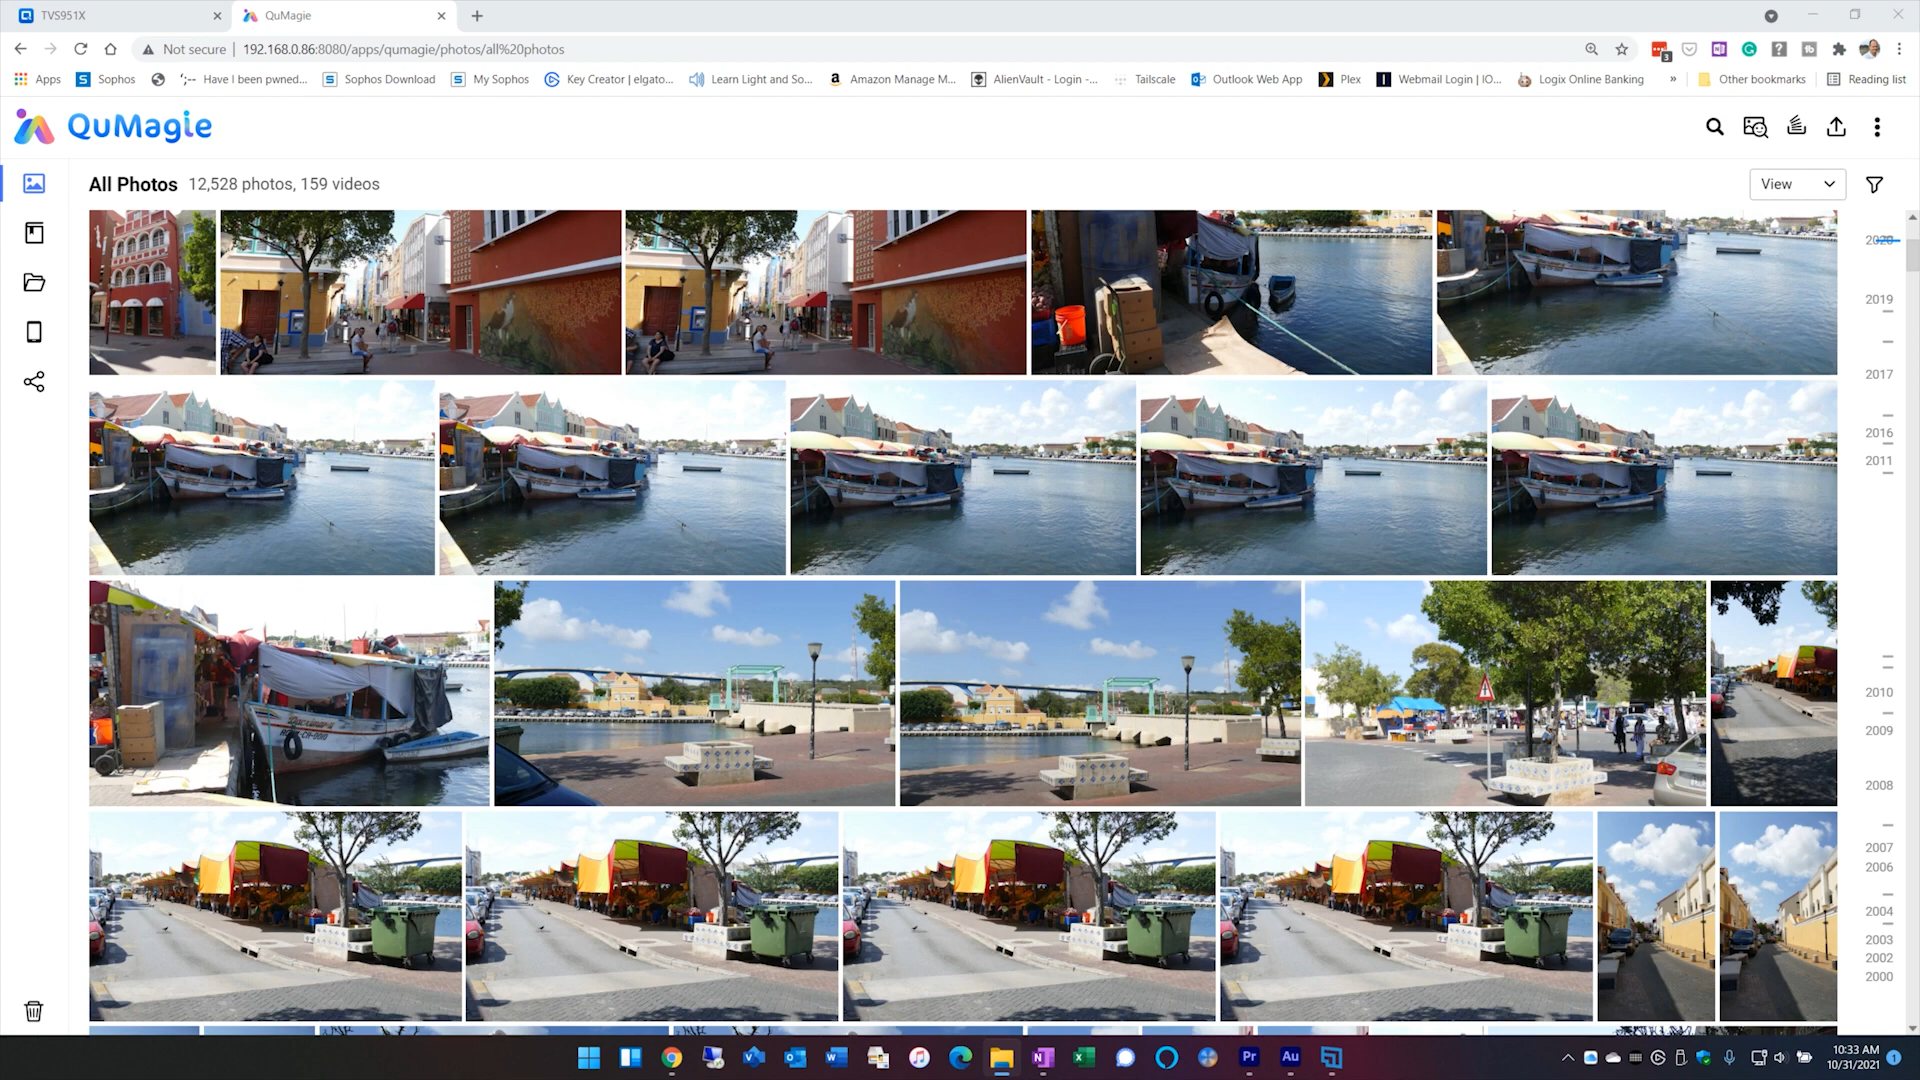 TVS951X
QuMagie
Not secure | 192.168.0.86:8080/apps/qumagie/photos/all%20photos
3
Apps
Sophos
Have I been pwned...
Sophos Download
My Sophos
Key Creator | elgato...
Learn Light and So...
Amazon Manage M...
AlienVault - Login -...
Tailscale
Outlook Web App
Plex
Webmail Login | IO...
Logix Online Banking
»
Other bookmarks
Reading list
QuMagie
All Photos 12,528 photos, 159 videos
View
2019
2017
2016
2011
2010
2009
2008
2007
2006
2004
2003
2002
2000
10:33 AM
10/31/2021
1